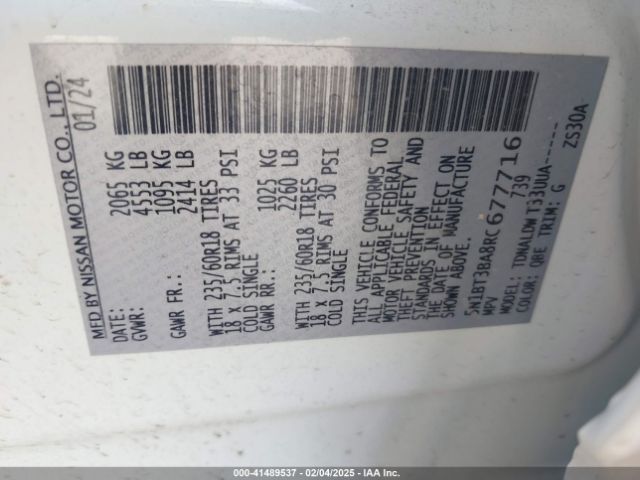 MFD BY NISSAN MOTOR CO., LTD.
DATE: 01/24
GVWR: 2065 KG
4553 LB
GAWR FR.: 1095 KG
2414 LB
WITH 235/60R18 TIRES
18 x 7.5 RIMS AT 33 PSI
COLD SINGLE
GAWR RR.: 1025 KG
2260 LB
WITH 235/60R18 TIRES
18 x 7.5 RIMS AT 30 PSI
COLD SINGLE
THIS VEHICLE CONFORMS TO
ALL APPLICABLE FEDERAL
MOTOR VEHICLE SAFETY AND
THEFT PREVENTION
STANDARDS IN EFFECT ON
THE DATE OF MANUFACTURE
SHOWN ABOVE.
5N1BT3BA8RC677716
MPV 739
MODEL: TDNALDWT33UUA-----
COLOR: QBE TRIM: G ZS30A
000-41489537 - 02/04/2025 - IAAI.COM